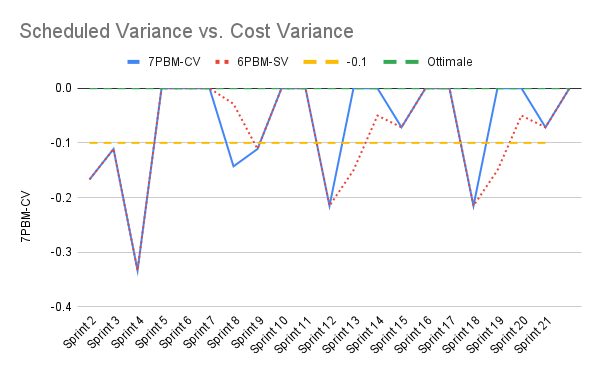 Scheduled Variance vs. Cost Variance
7PBM-CV 6PBM-SV -0.1 Ottimale
0.0
-0.1
-0.2
-0.3
-0.4
7PBM-CV
Sprint 2 Sprint 3 Sprint 4 Sprint 5 Sprint 6 Sprint 7 Sprint 8 Sprint 9 Sprint 10 Sprint 11 Sprint 12 Sprint 13 Sprint 14 Sprint 15 Sprint 16 Sprint 17 Sprint 18 Sprint 19 Sprint 20 Sprint 21